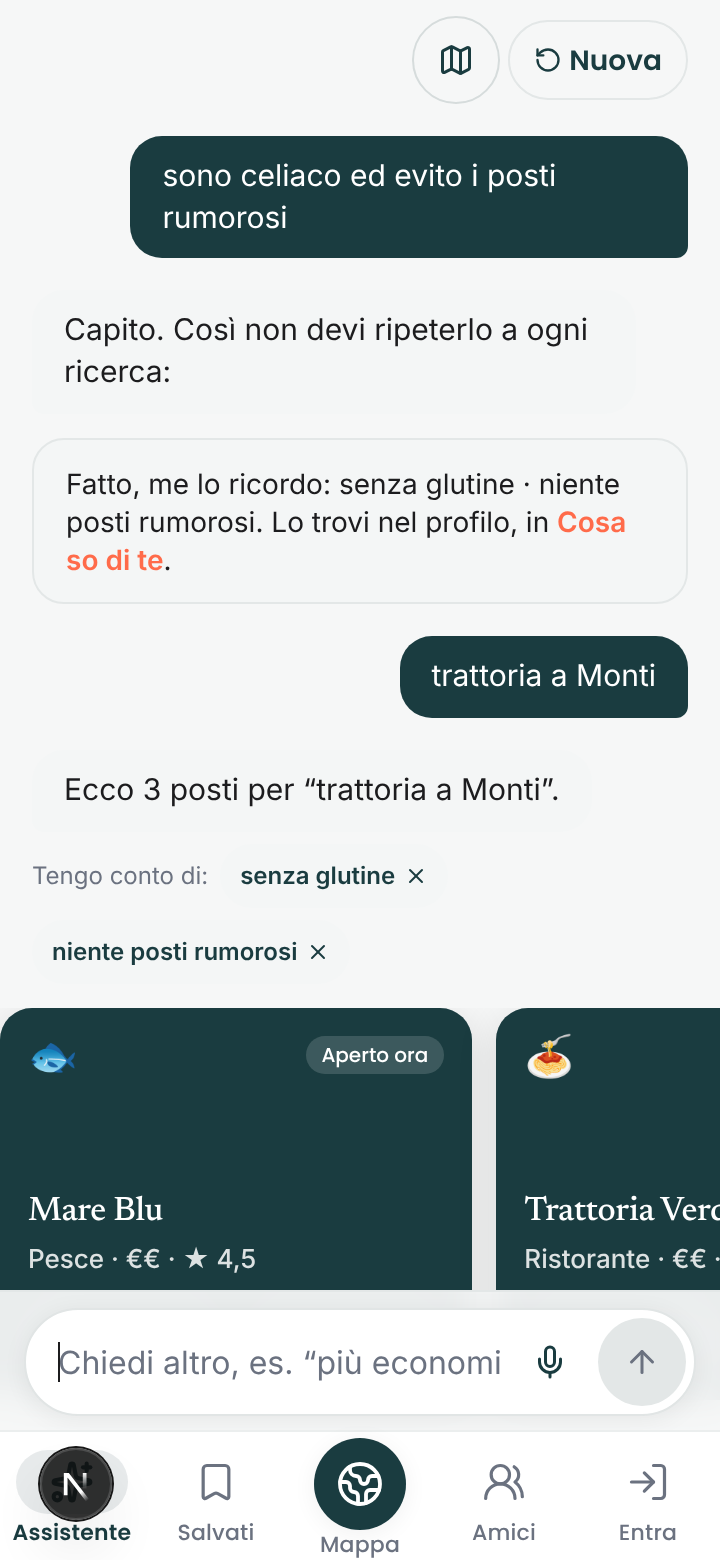 Nuova
sono celiaco ed evito i posti
rumorosi
Capito. Così non devi ripeterlo a ogni
ricerca:
Fatto, me lo ricordo: senza glutine · niente
posti rumorosi. Lo trovi nel profilo, in Cosa
so di te.
trattoria a Monti
Ecco 3 posti per “trattoria a Monti”.
Tengo conto di: senza glutine ×
niente posti rumorosi ×
Aperto ora
Mare Blu
Pesce · €€ · ★ 4,5
Trattoria
Ristorante · €€ ·
Chiedi altro, es. “più economi
N
Assistente
Salvati
Mappa
Amici
Entra